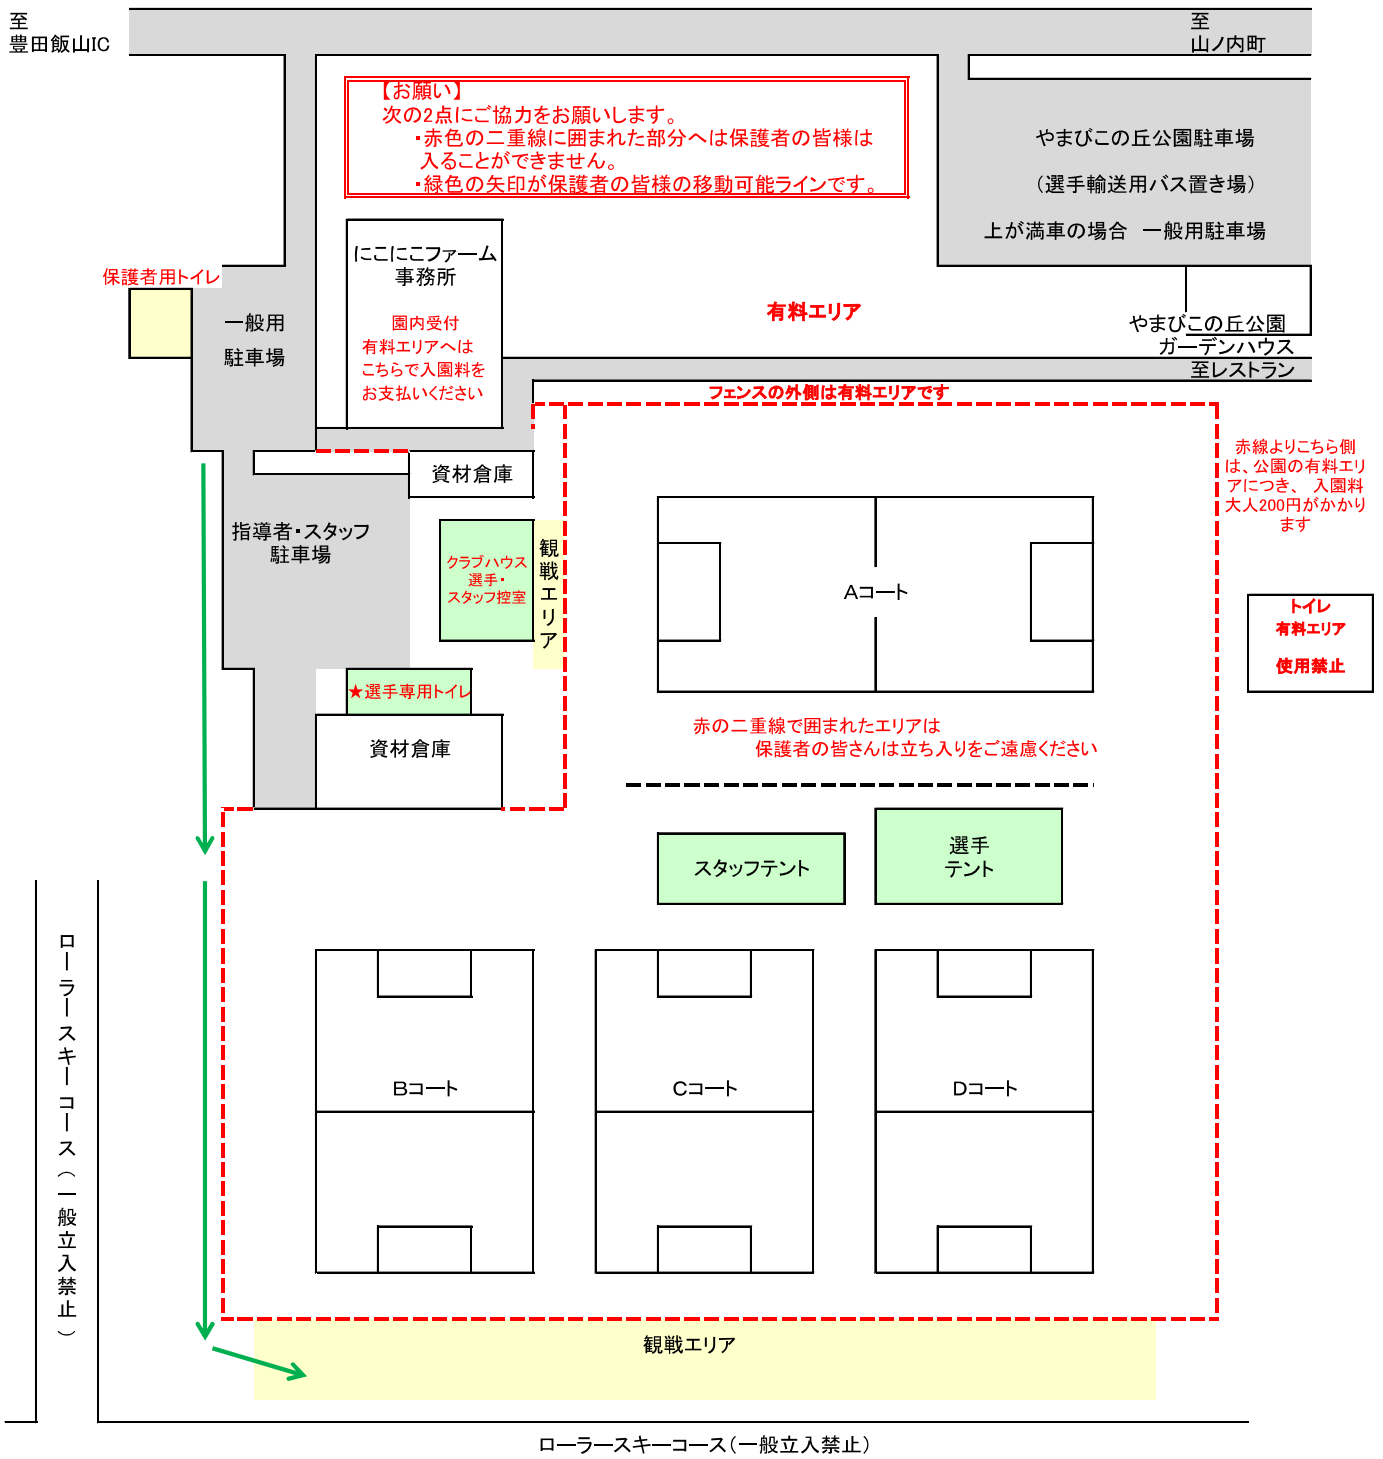 至
豊田飯山IC
至
山ノ内町
【お願い】
次の2点にご協力をお願いします。
・赤色の二重線に囲まれた部分へは保護者の皆様は
入ることができません。
・緑色の矢印が保護者の皆様の移動可能ラインです。
やまびこの丘公園駐車場
（選手輸送用バス置き場）
上が満車の場合 一般用駐車場
にこにこファーム
事務所
園内受付
有料エリアへは
こちらで入園料を
お支払いください
保護者用トイレ
一般用
駐車場
有料エリア
やまびこの丘公園
ガーデンハウス
至レストラン
フェンスの外側は有料エリアです
赤線よりこちら側
は、公園の有料エリ
アにつき、 入園料
大人200円がかかり
ます
資材倉庫
指導者・スタッフ
駐車場
クラブハウス
選手・
スタッフ控室
観戦エリア
Aコート
トイレ
有料エリア
使用禁止
★選手専用トイレ
資材倉庫
赤の二重線で囲まれたエリアは
保護者の皆さんは立ち入りをご遠慮ください
スタッフテント
選手
テント
ローラースキーコース（一般立入禁止）
Bコート
Cコート
Dコート
観戦エリア
ローラースキーコース（一般立入禁止）